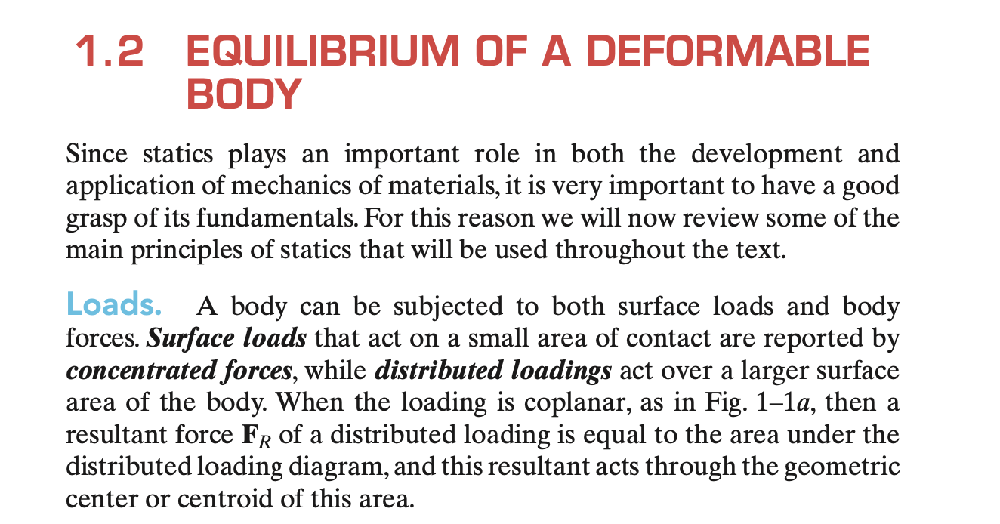 1.2 EQUILIBRIUM OF A DEFORMABLE
BODY
Since statics plays an important role in both the development and
application of mechanics of materials, it is very important to have a good
grasp of its fundamentals. For this reason we will now review some of the
main principles of statics that will be used throughout the text.
Loads. A body can be subjected to both surface loads and body
forces. Surface loads that act on a small area of contact are reported by
concentrated forces, while distributed loadings act over a larger surface
area of the body. When the loading is coplanar, as in Fig. 1–1a, then a
resultant force F_R of a distributed loading is equal to the area under the
distributed loading diagram, and this resultant acts through the geometric
center or centroid of this area.